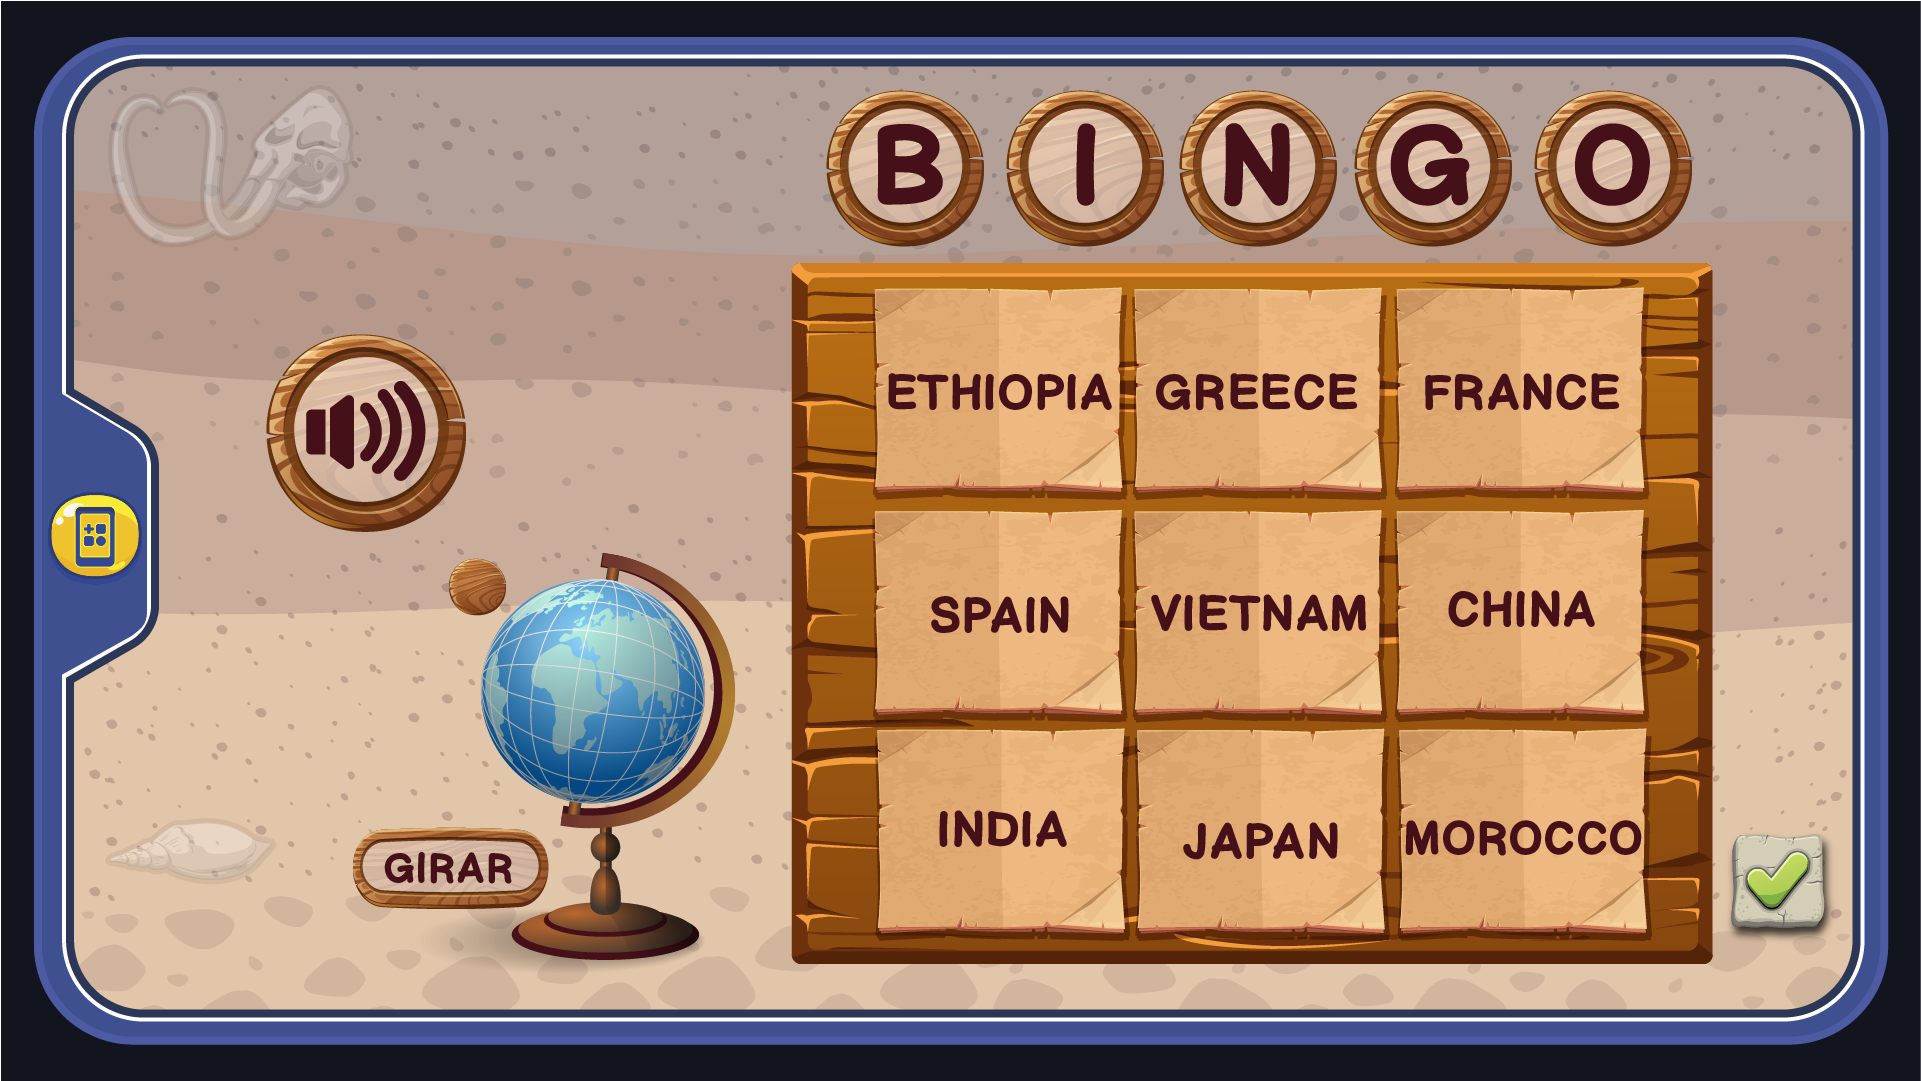 BINGO
ETHIOPIA GREECE FRANCE
SPAIN VIETNAM CHINA
INDIA JAPAN MOROCCO
GIRAR